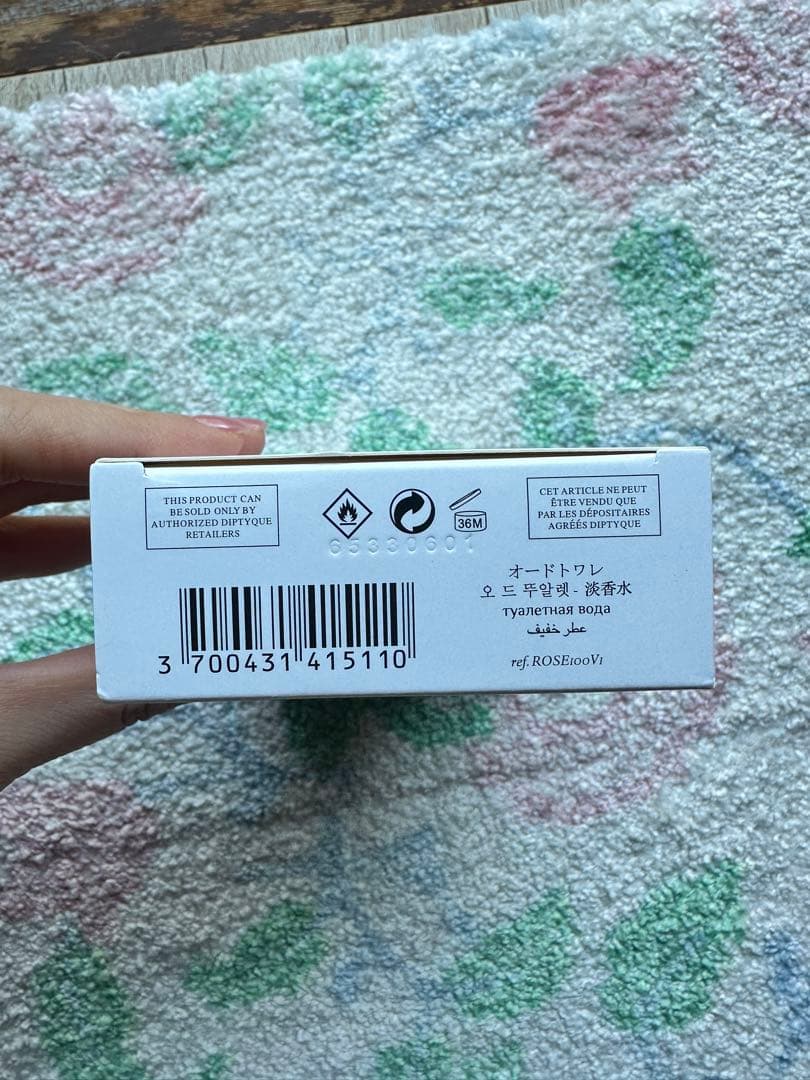 THIS PRODUCT CAN
BE SOLD ONLY BY
AUTHORIZED DIPTYQUE
RETAILERS
36M
CET ARTICLE NE PEUT
ÊTRE VENDU QUE
PAR LES DÉPOSITAIRES
AGRÉÉS DIPTYQUE
65330601
オードトワレ
오 드 뚜알렛 - 淡香水
туалетная вода
عطر خفيف
ref. ROSE100V1
3 700431 415110